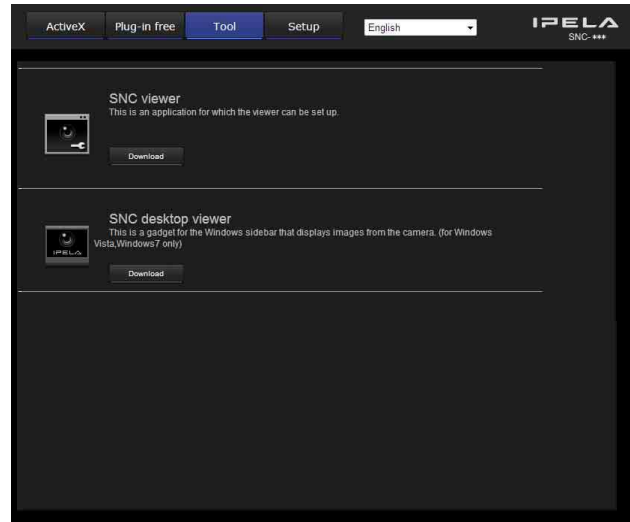 ActiveX Plug-in free Tool Setup English IPELA
SNC-***
SNC viewer
This is an application for which the viewer can be set up.
Download
SNC desktop viewer
This is a gadget for the Windows sidebar that displays images from the camera. (for Windows
Vista,Windows7 only)
IPELA
Download